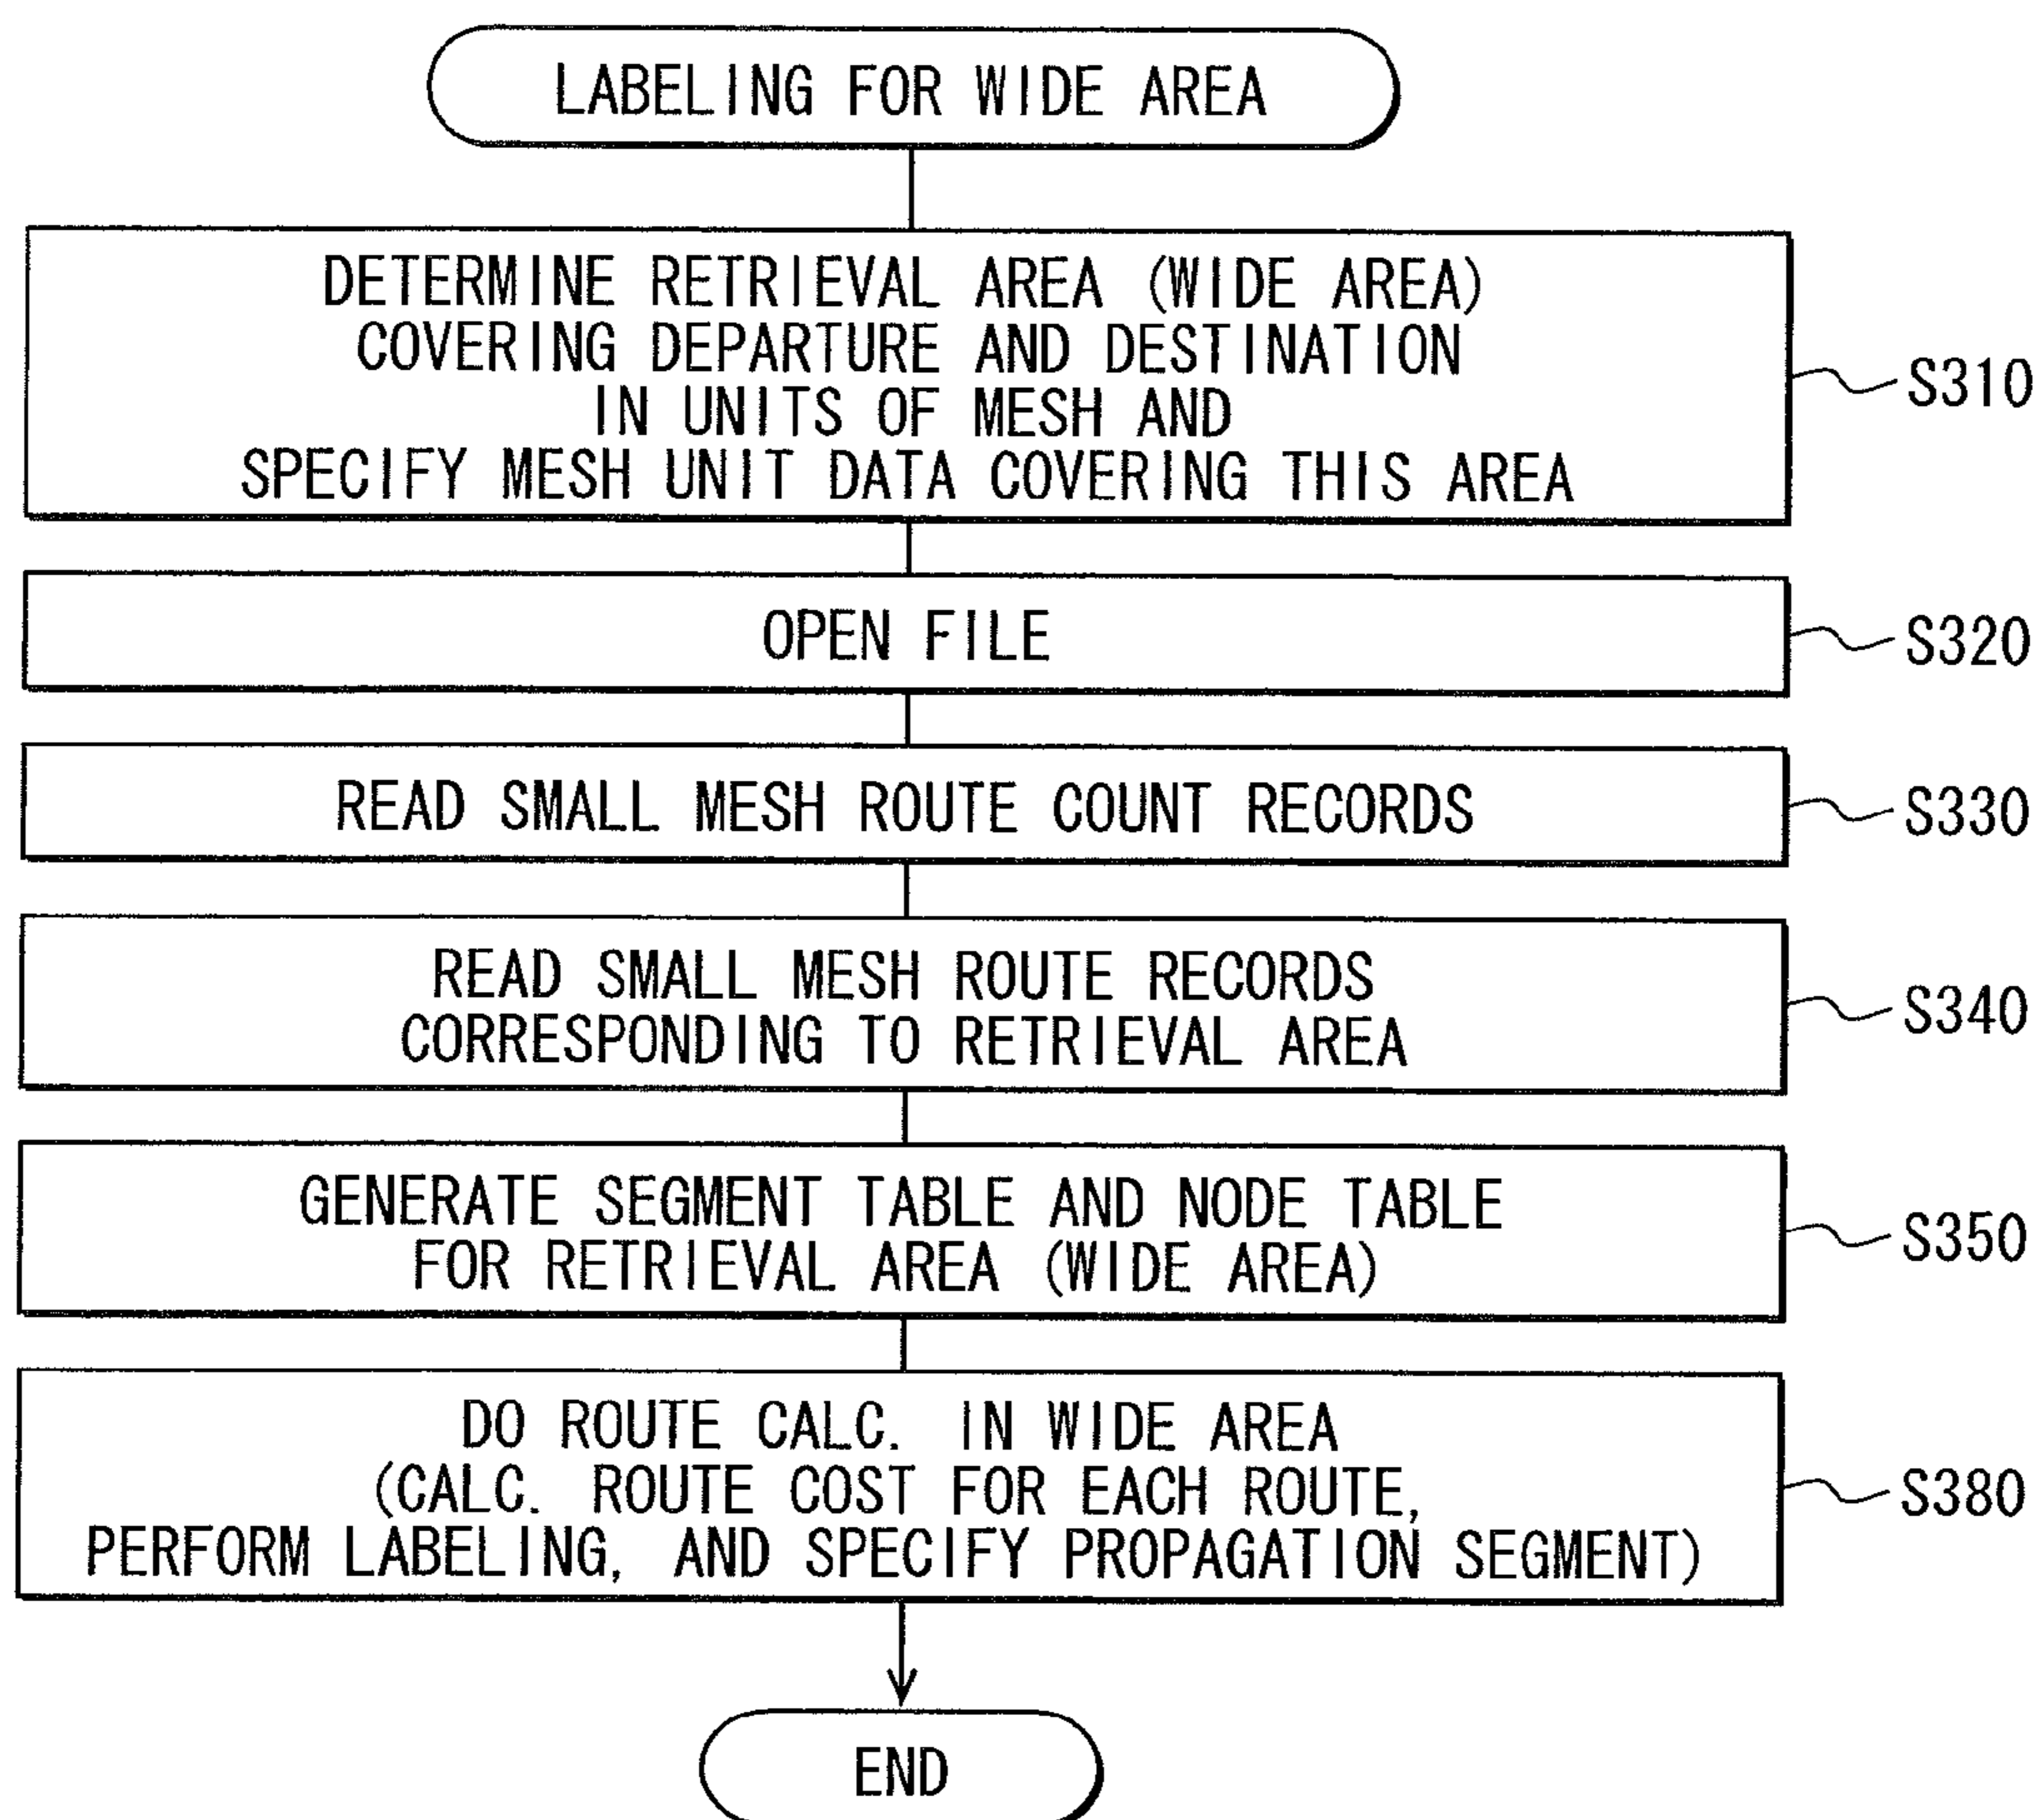 LABELING FOR WIDE AREA
DETERMINE RETRIEVAL AREA (WIDE AREA)
COVERING DEPARTURE AND DESTINATION
IN UNITS OF MESH AND
SPECIFY MESH UNIT DATA COVERING THIS AREA
S310
OPEN FILE
S320
READ SMALL MESH ROUTE COUNT RECORDS
S330
READ SMALL MESH ROUTE RECORDS
CORRESPONDING TO RETRIEVAL AREA
S340
GENERATE SEGMENT TABLE AND NODE TABLE
FOR RETRIEVAL AREA (WIDE AREA)
S350
DO ROUTE CALC. IN WIDE AREA
(CALC. ROUTE COST FOR EACH ROUTE,
PERFORM LABELING, AND SPECIFY PROPAGATION SEGMENT)
S380
END